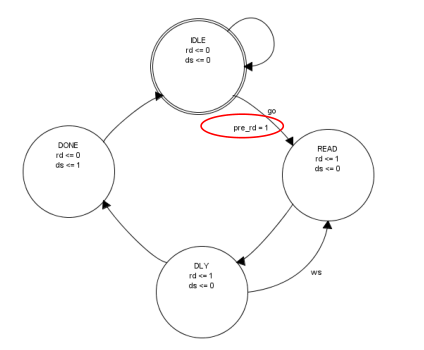 IDLE
rd <= 0
ds <= 0
go
pre_rd = 1
DONE
rd <= 0
ds <= 1
READ
rd <= 1
ds <= 0
DLY
rd <= 1
ds <= 0
ws